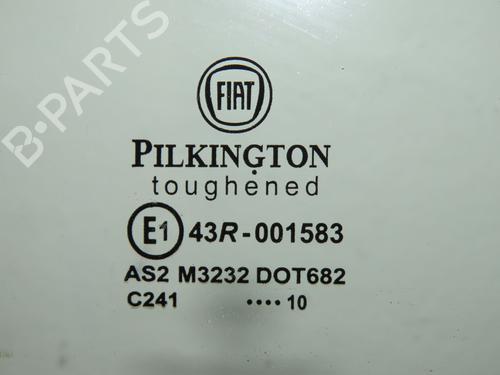 B-PARTS
FIAT
PILKINGTON
toughened
E1 43R-001583
AS2 M3232 DOT682
C241 •••• 10